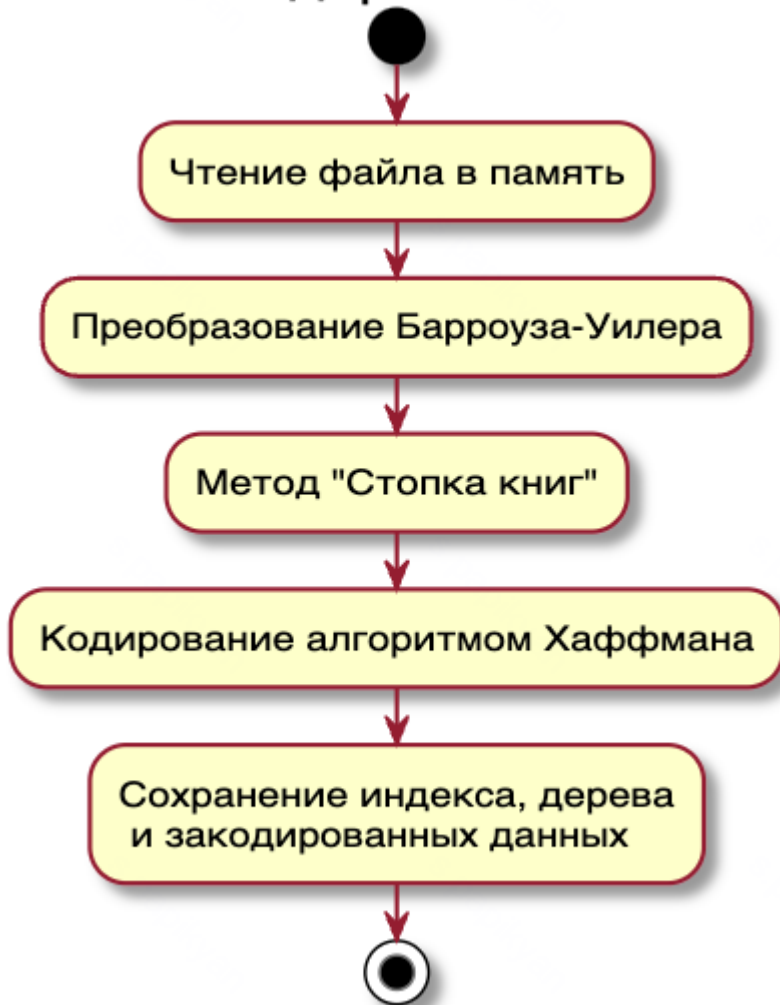 Чтение файла в память
Преобразование Барроуза-Уилера
Метод "Стопка книг"
Кодирование алгоритмом Хаффмана
Сохранение индекса, дерева
и закодированных данных